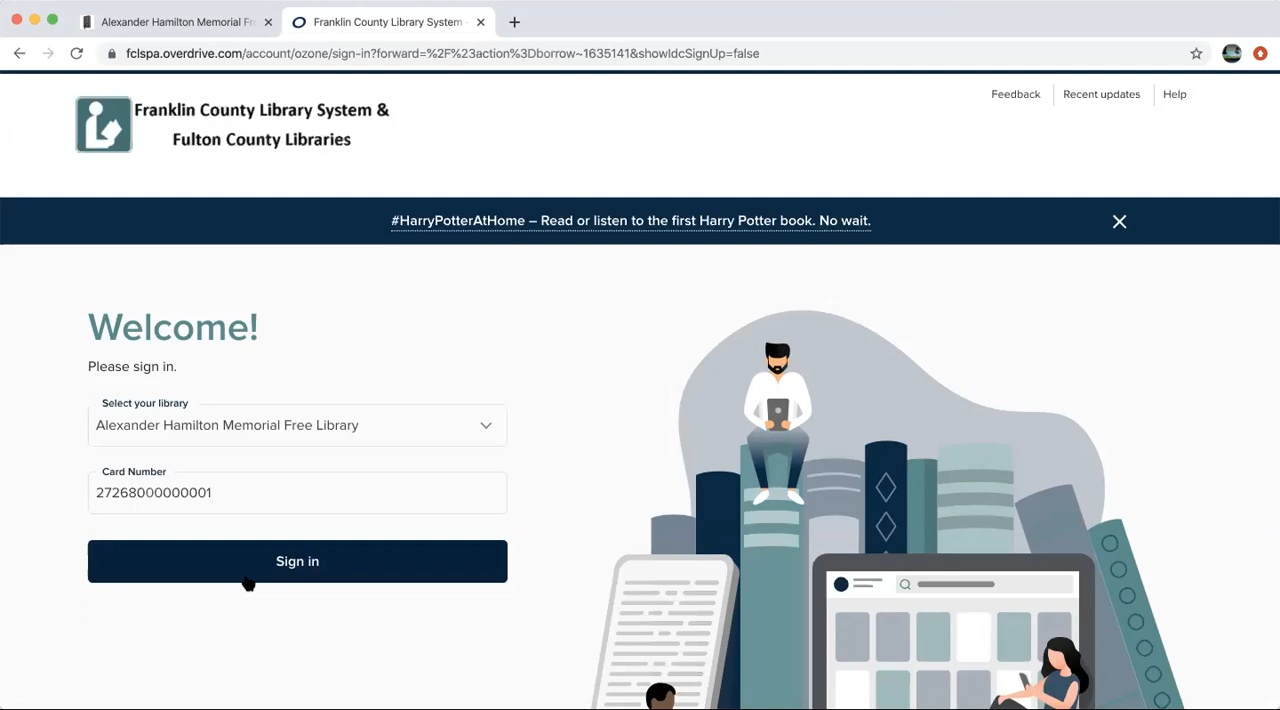 Alexander Hamilton Memorial Fr
Franklin County Library System -
fclspa.overdrive.com/account/ozone/sign-in?forward=%2F%23action%3Dborrow~1635141&showIdcSignUp=false
Franklin County Library System &
Fulton County Libraries
Feedback
Recent updates
Help
#HarryPotterAtHome – Read or listen to the first Harry Potter book. No wait.
Welcome!
Please sign in.
Select your library
Alexander Hamilton Memorial Free Library
Card Number
27268000000001
Sign in